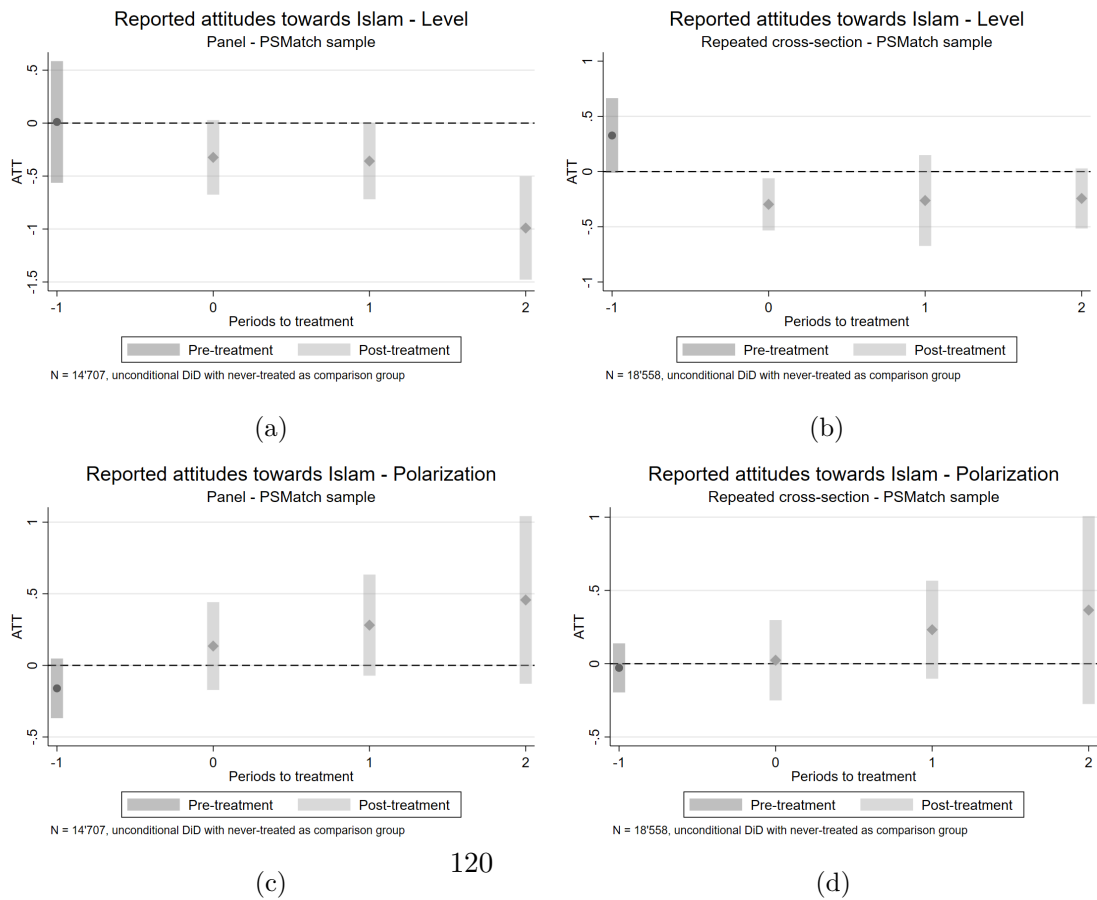 Reported attitudes towards Islam - Level
Panel - PSMatch sample
ATT
.5
0
-.5
-1
-1.5
-1
0
1
2
Periods to treatment
Pre-treatment
Post-treatment
N = 14'707, unconditional DiD with never-treated as comparison group
(a)
Reported attitudes towards Islam - Level
Repeated cross-section - PSMatch sample
ATT
1
.5
0
-.5
-1
-1
0
1
2
Periods to treatment
Pre-treatment
Post-treatment
N = 18'558, unconditional DiD with never-treated as comparison group
(b)
Reported attitudes towards Islam - Polarization
Panel - PSMatch sample
ATT
1
.5
0
-.5
-1
0
1
2
Periods to treatment
Pre-treatment
Post-treatment
N = 14'707, unconditional DiD with never-treated as comparison group
(c)
Reported attitudes towards Islam - Polarization
Repeated cross-section - PSMatch sample
ATT
1
.5
0
-.5
-1
0
1
2
Periods to treatment
Pre-treatment
Post-treatment
N = 18'558, unconditional DiD with never-treated as comparison group
(d)
120